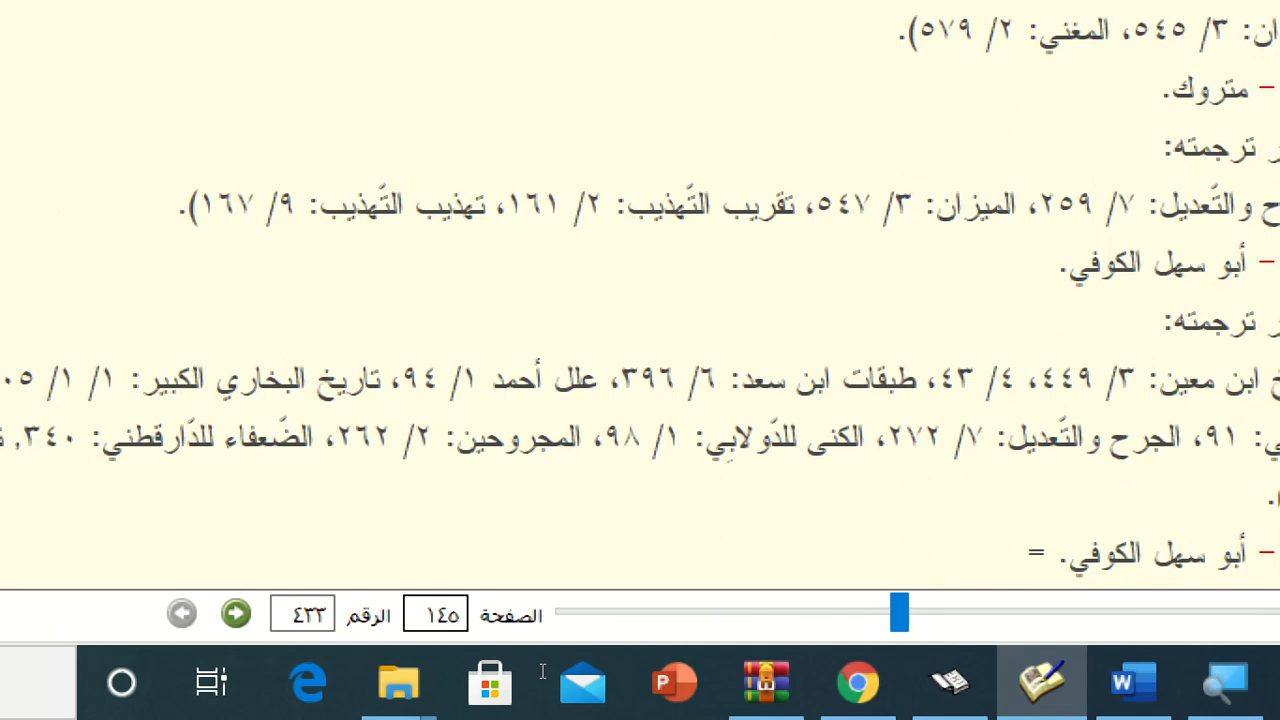 ان: ٣/ ٥٤٥، المغني: ٢/ ٥٧٩).
- متروك.
ر ترجمته:
ح والتّعديل: ٧/ ٢٥٩، الميزان: ٣/ ٥٤٧، تقريب التّهذيب: ٢/ ١٦١، تهذيب التّهذيب: ٩/ ١٦٧).
- أبو سهل الكوفي.
ر ترجمته:
خ ابن معين: ٣/ ٤٤٩، ٤/ ٤٣، طبقات ابن سعد: ٦/ ٣٩٦، علل أحمد ١/ ٩٤، تاريخ البخاري الكبير: ١/ ١/ ٠٥
ي: ٩١، الجرح والتّعديل: ٧/ ٢٧٢، الكنى للدّولابِي: ١/ ٩٨، المجروحين: ٢/ ٢٦٢، الضّعفاء للدّارقطني: ٣٤٠,
).
- أبو سهل الكوفي. =
الصفحة ١٤٥ الرقم ٤٣٣